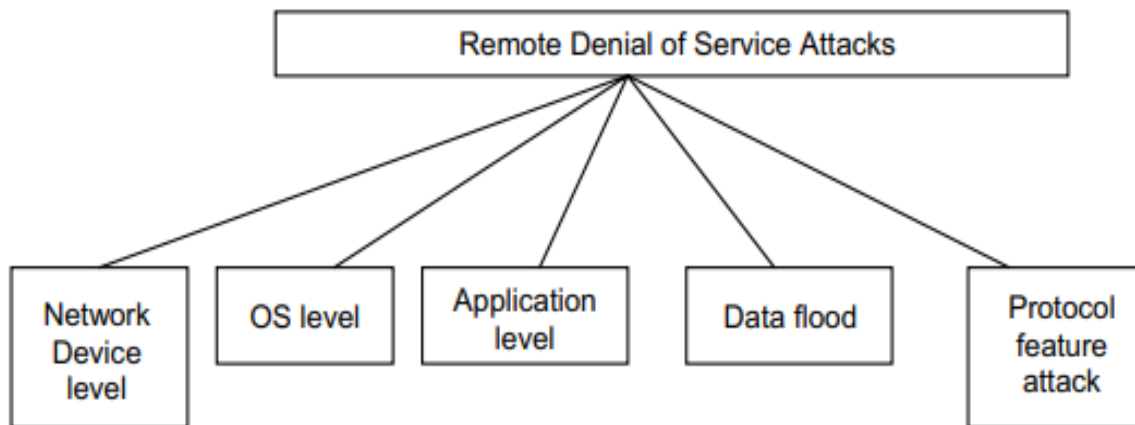 Remote Denial of Service Attacks
Network
Device
level
OS level
Application
level
Data flood
Protocol
feature
attack